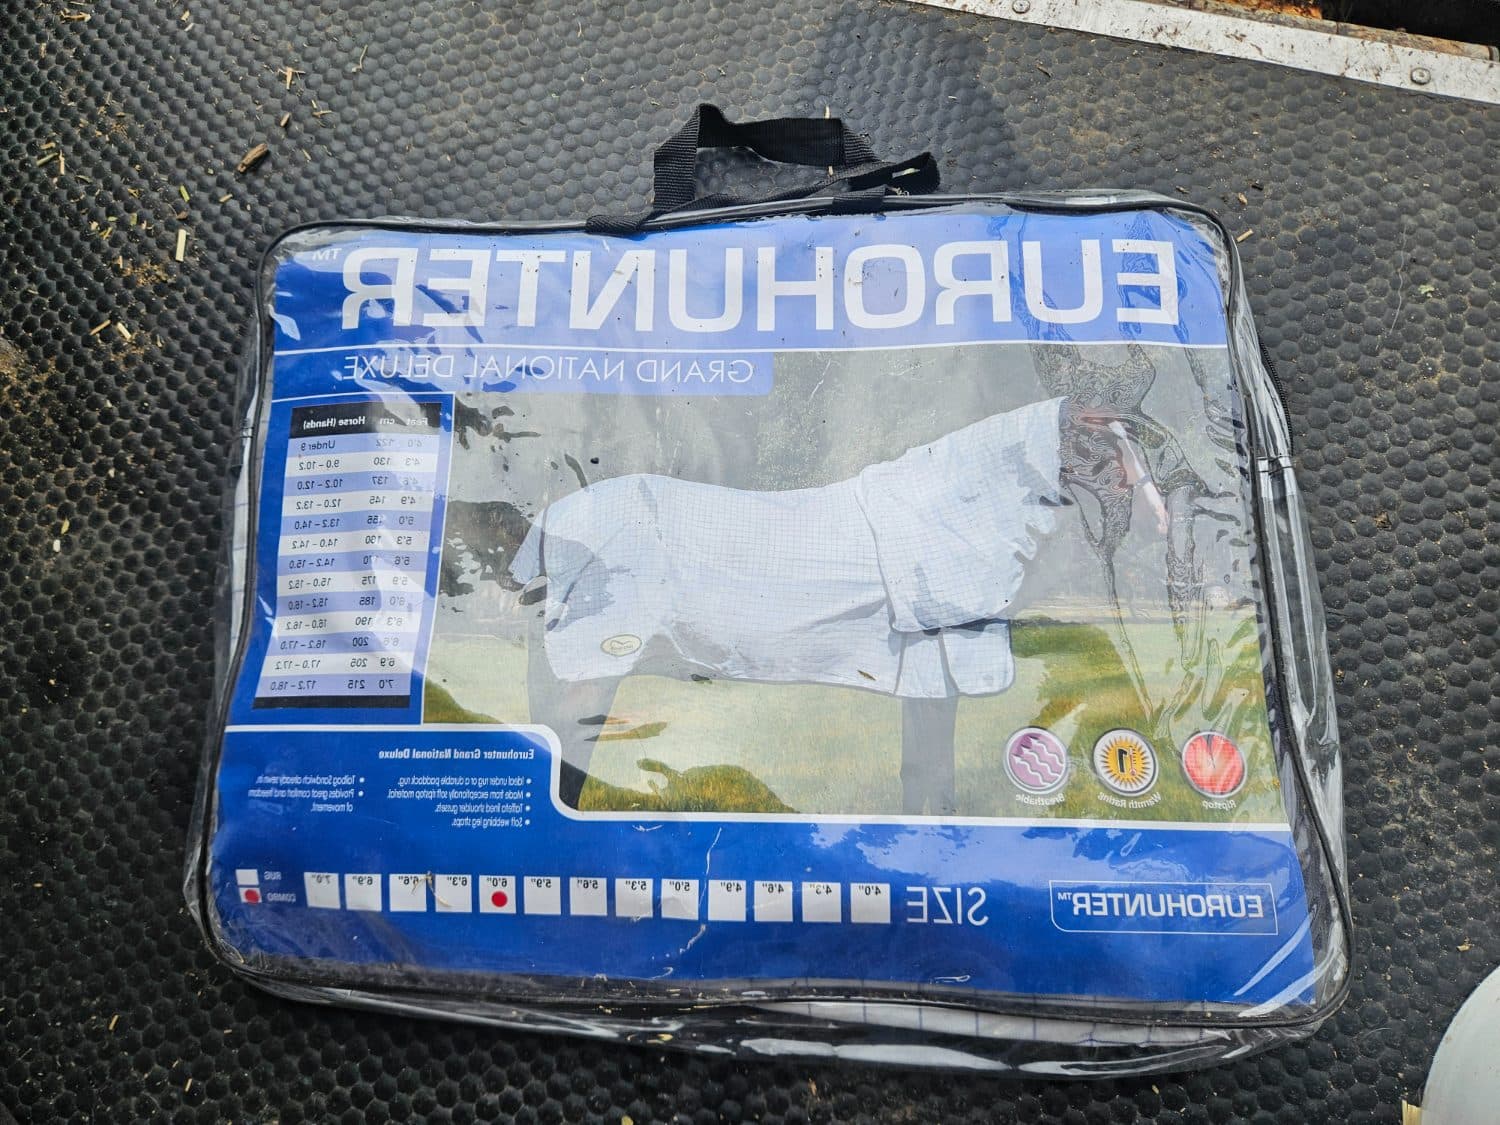 EUROHUNTER™
GRAND NATIONAL DELUXE
Feet cm Horse (Hands)
4'0 122 Under 9
4'3 130 9.0 – 10.2
4'6 137 10.2 – 12.0
4'9 145 12.0 – 13.2
5'0 155 13.2 – 14.0
5'3 160 14.0 – 14.2
5'6 170 14.2 – 15.0
5'9 175 15.0 – 15.2
6'0 185 15.2 – 16.0
6'3 190 16.0 – 16.2
6'6 200 16.2 – 17.0
6'9 205 17.0 – 17.2
7'0 215 17.2 – 18.0
Ripstop
Warmth Rating
1
Breathable
Eurohunter Grand National Deluxe
• Ideal under rug or a durable paddock rug.
• Made from exceptionally soft ripstop material.
• Taffeta lined shoulder gussets.
• Soft webbing leg straps.
• Tailbag Sandwich already sewn in.
• Provides great comfort and freedom
of movement.
EUROHUNTER™
SIZE
4'0" 4'3" 4'6" 4'9" 5'0" 5'3" 5'6" 5'9" 6'0" 6'3" 6'6" 6'9" 7'0"
RUG
COMBO